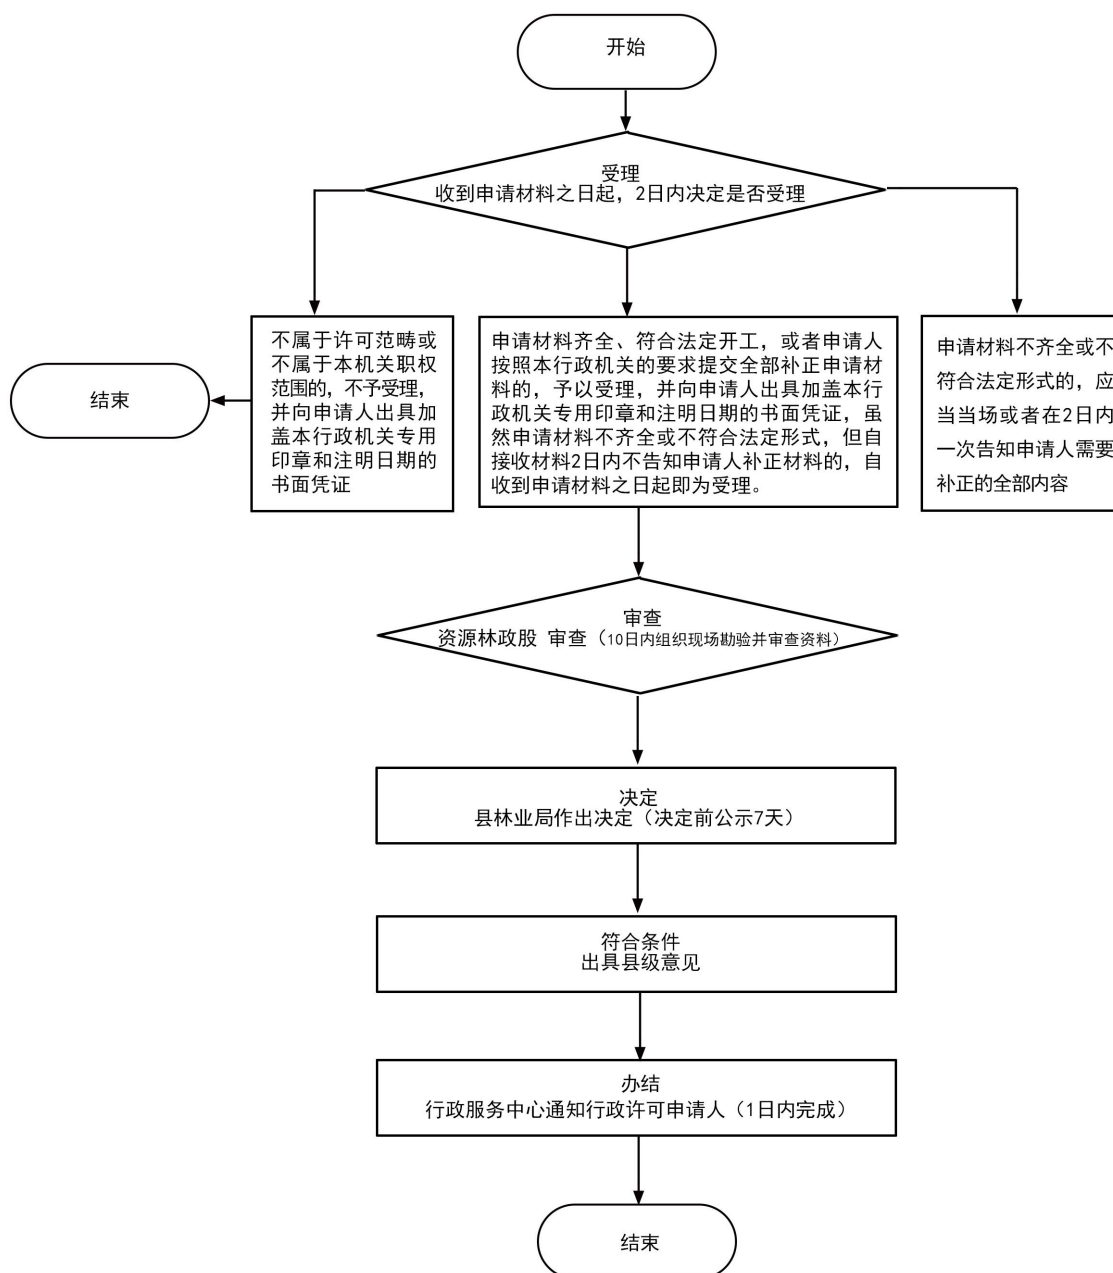 开始
受理
收到申请材料之日起，2日内决定是否受理
不属于许可范畴或
不属于本机关职权
范围的，不予受理，
并向申请人出具加
盖本行政机关专用
印章和注明日期的
书面凭证
结束
申请材料齐全、符合法定开工，或者申请人
按照本行政机关的要求提交全部补正申请材
料的，予以受理，并向申请人出具加盖本行
政机关专用印章和注明日期的书面凭证，虽
然申请材料不齐全或不符合法定形式，但自
接收材料2日内不告知申请人补正材料的，自
收到申请材料之日起即为受理。
申请材料不齐全或不
符合法定形式的，应
当当场或者在2日内
一次告知申请人需要
补正的全部内容
审查
资源林政股 审查（10日内组织现场勘验并审查资料）
决定
县林业局作出决定（决定前公示7天）
符合条件
出具县级意见
办结
行政服务中心通知行政许可申请人（1日内完成）
结束